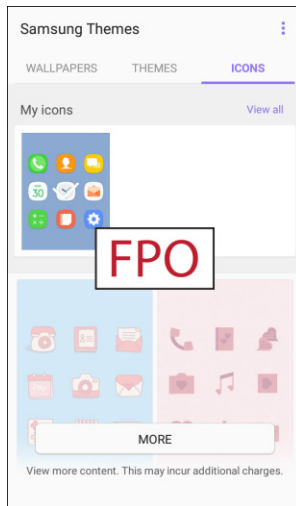 Samsung Themes
WALLPAPERS THEMES ICONS
My icons View all
30
FPO
MORE
View more content. This may incur additional charges.